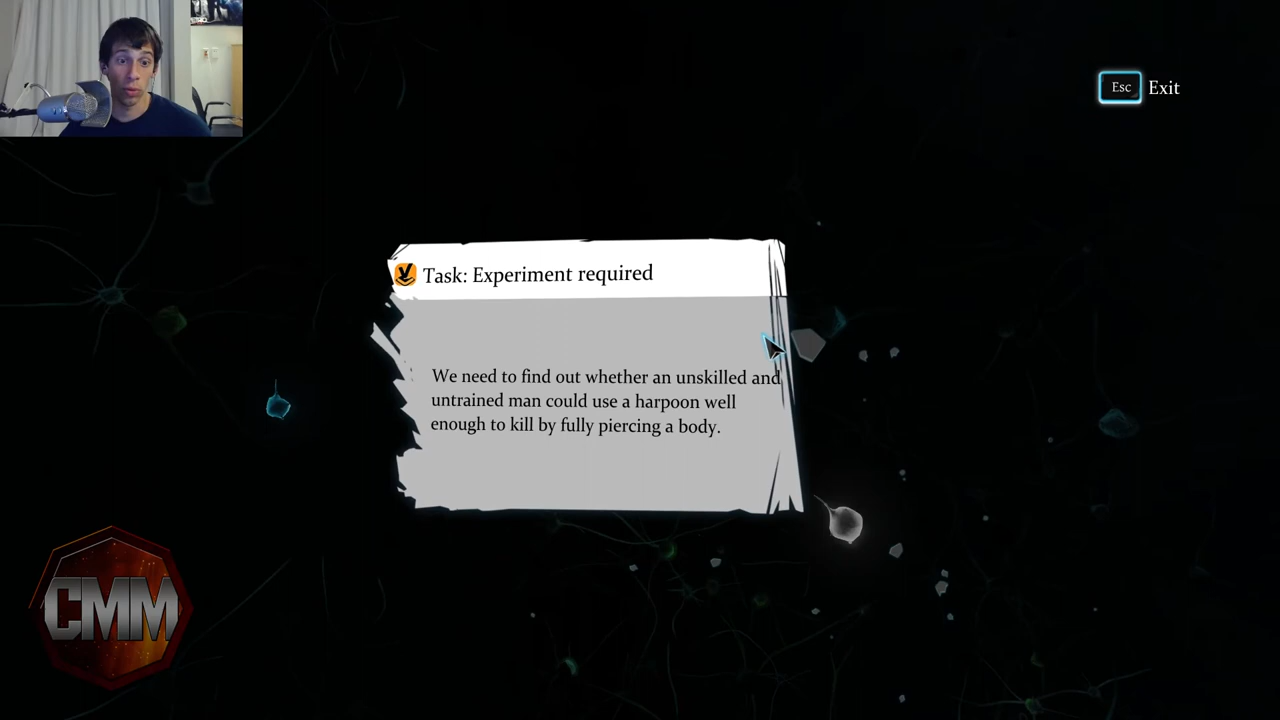 Esc Exit
Task: Experiment required
We need to find out whether an unskilled and
untrained man could use a harpoon well
enough to kill by fully piercing a body.
CMM